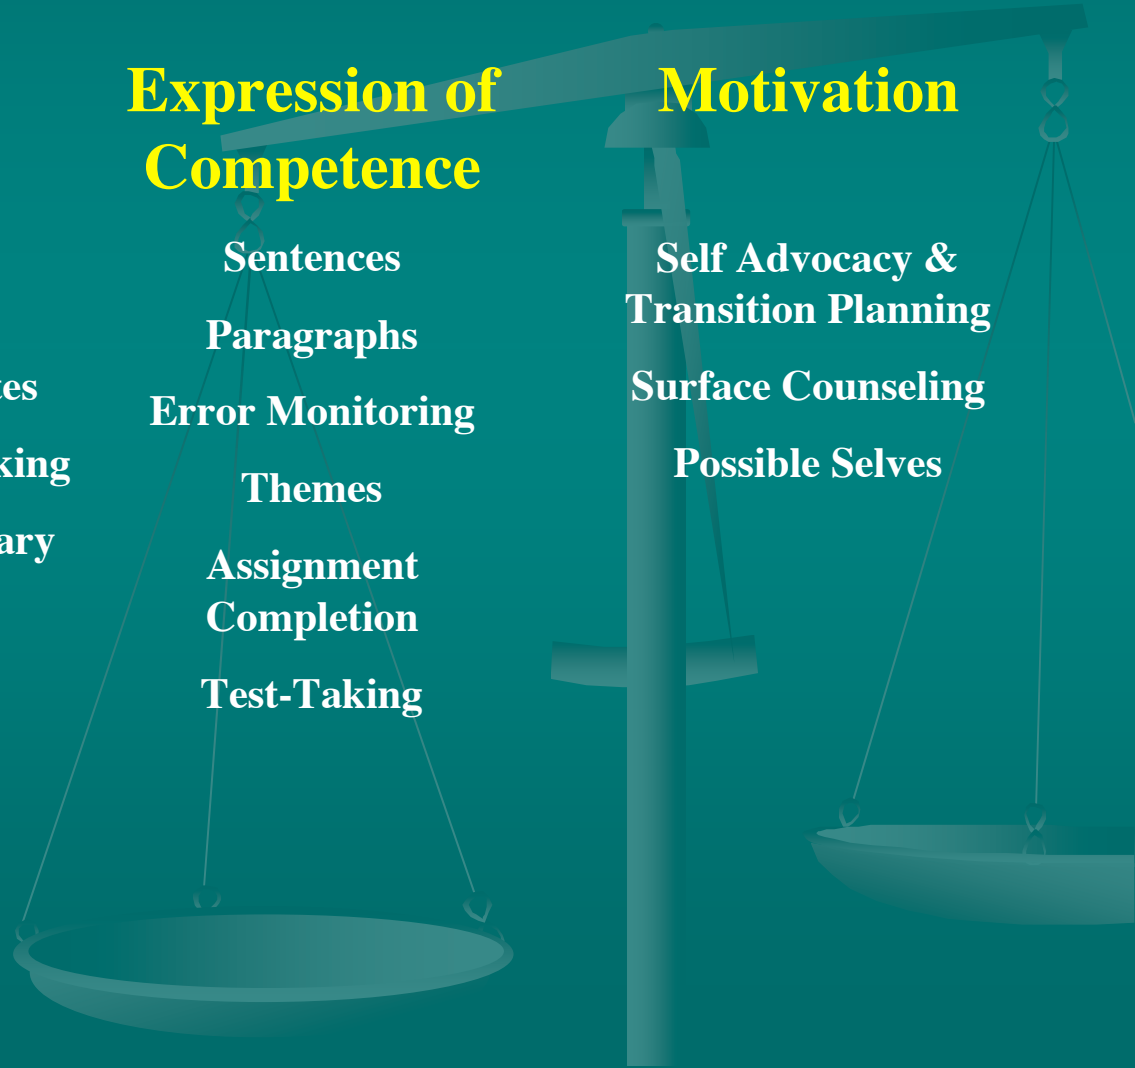 Expression of
Competence
Sentences
Paragraphs
Error Monitoring
Themes
Assignment
Completion
Test-Taking
Motivation
Self Advocacy &
Transition Planning
Surface Counseling
Possible Selves